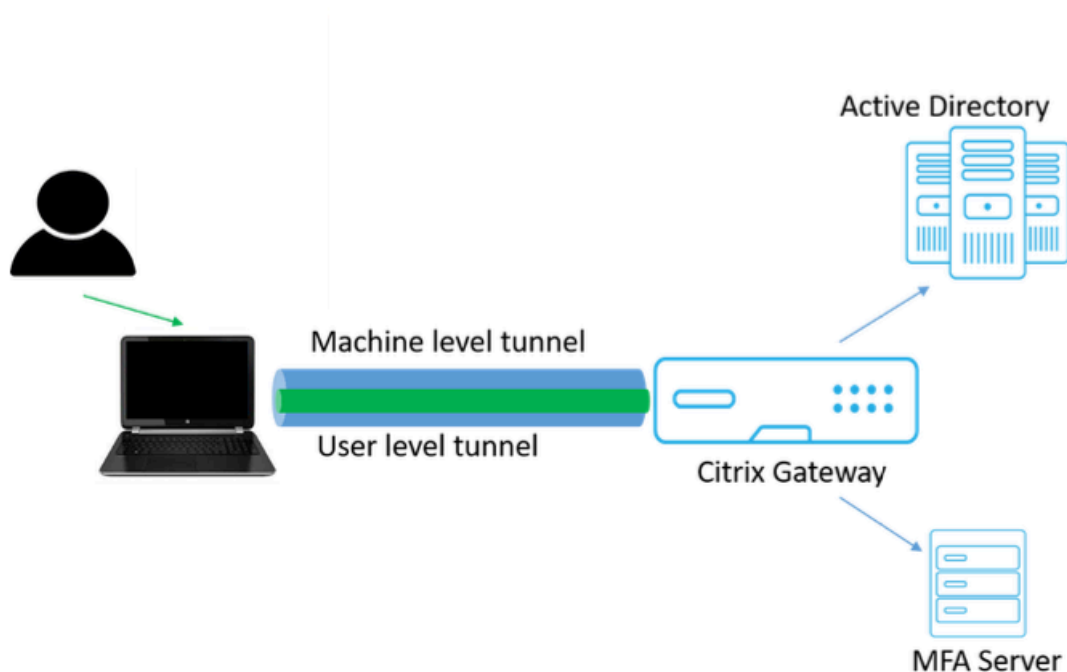 Active Directory
Machine level tunnel
User level tunnel
Citrix Gateway
MFA Server